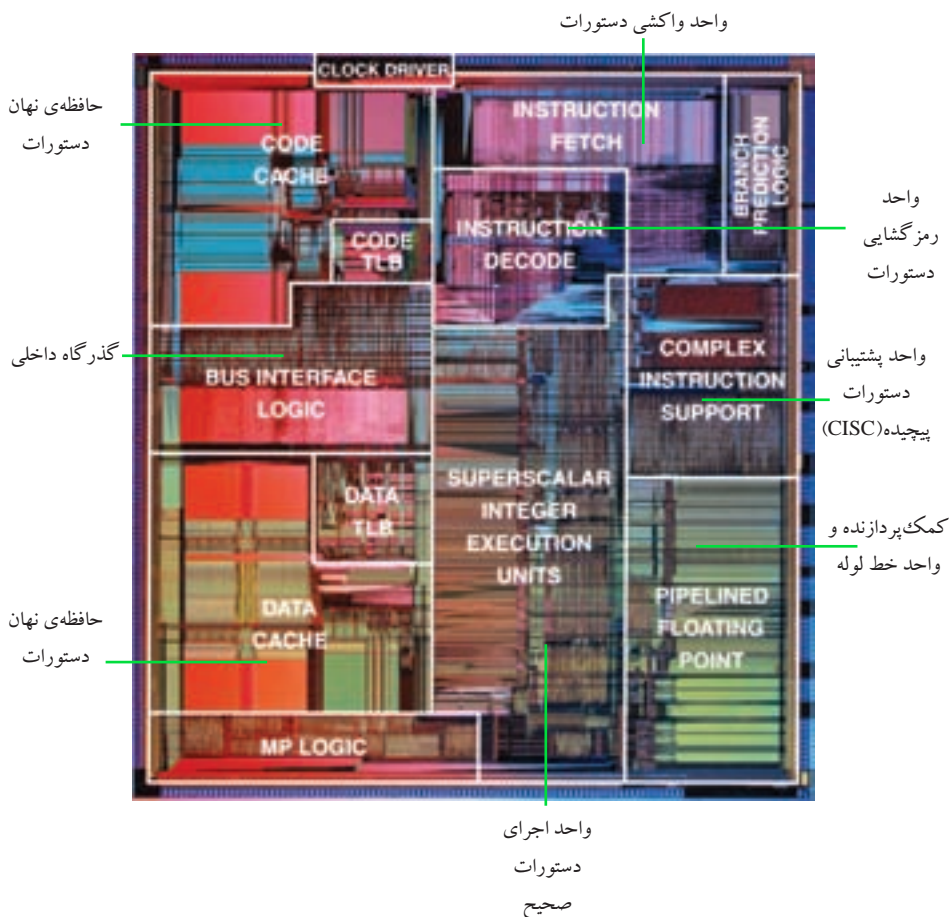 واحد واکشی دستورات
CLOCK DRIVER
حافظه‌ی نهان
دستورات
CODE
CACHE
CODE
TLB
INSTRUCTION
FETCH
BRANCH
PREDICTION
LOGIC
INSTRUCTION
DECODE
واحد
رمزگشایی
دستورات
گذرگاه داخلی
BUS INTERFACE
LOGIC
COMPLEX
INSTRUCTION
SUPPORT
واحد پشتیبانی
دستورات
پیچیده(CISC)
DATA
TLB
SUPERSCALAR
INTEGER
EXECUTION
UNITS
کمک‌پردازنده و
واحد خط لوله
حافظه‌ی نهان
دستورات
DATA
CACHE
PIPELINED
FLOATING
POINT
MP LOGIC
واحد اجرای
دستورات
صحیح